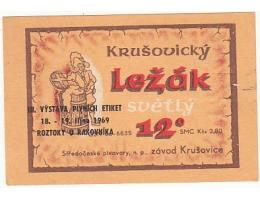 Krušovický
Ležák
světlý
III. VÝSTAVA PIVNÍCH ETIKET
18. - 19. října 1969
ROZTOKY U RAKOVNÍKA
6635
12°
SMC Kčs 2,80
Středočeské pivovary, n. p., závod Krušovice